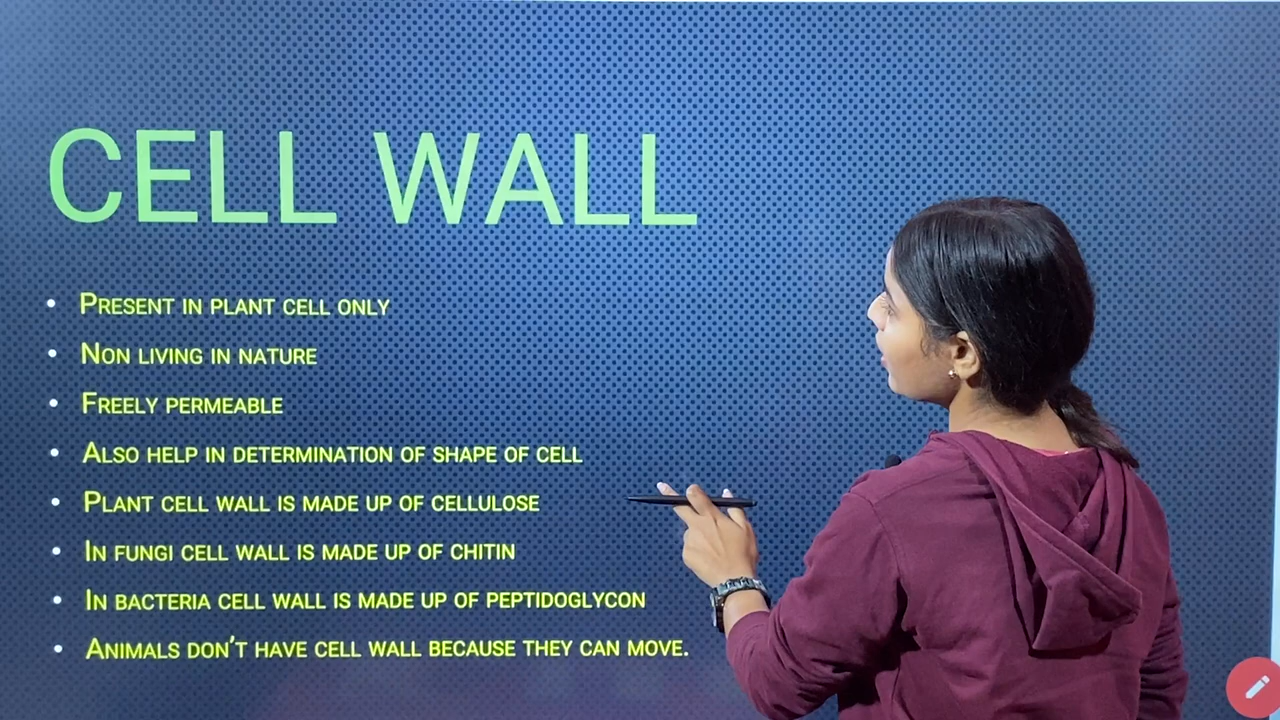 CELL WALL
• PRESENT IN PLANT CELL ONLY
• NON LIVING IN NATURE
• FREELY PERMEABLE
• ALSO HELP IN DETERMINATION OF SHAPE OF CELL
• PLANT CELL WALL IS MADE UP OF CELLULOSE
• IN FUNGI CELL WALL IS MADE UP OF CHITIN
• IN BACTERIA CELL WALL IS MADE UP OF PEPTIDOGLYCON
• ANIMALS DON'T HAVE CELL WALL BECAUSE THEY CAN MOVE.